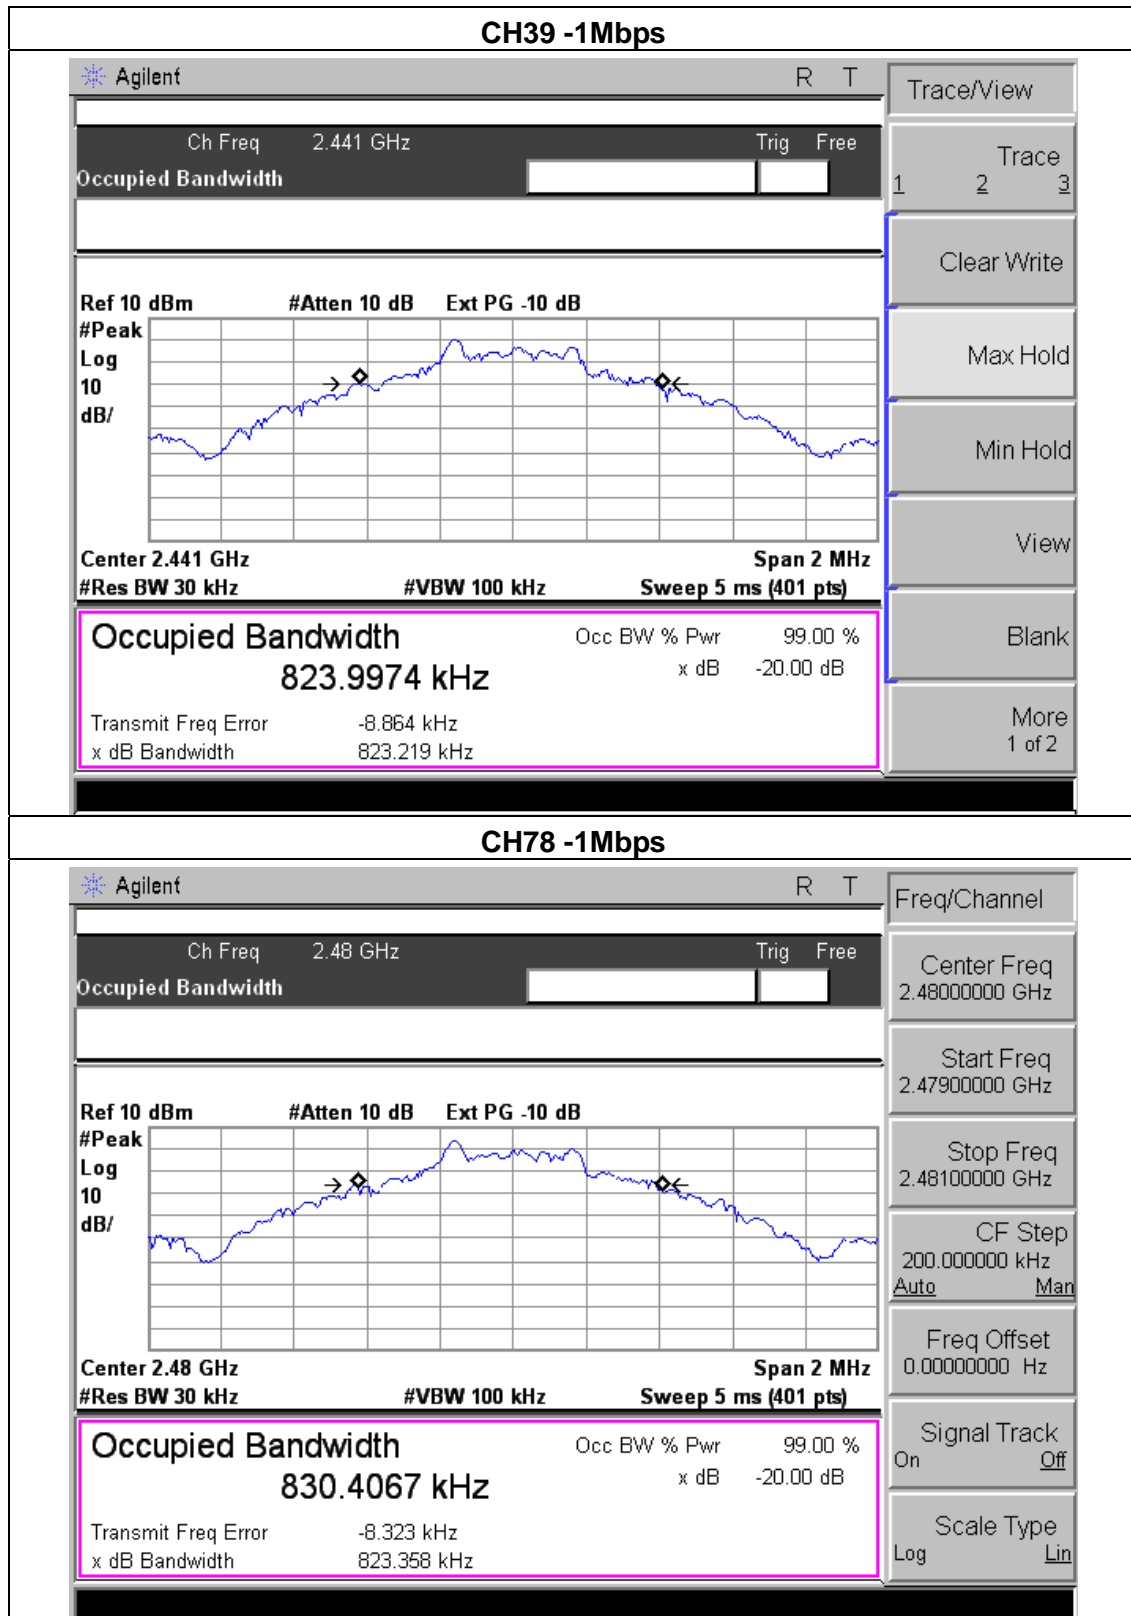 CH39 -1Mbps
Agilent R T
Ch Freq 2.441 GHz Trig Free
Occupied Bandwidth
Ref 10 dBm #Atten 10 dB Ext PG -10 dB
#Peak
Log
10
dB/
Center 2.441 GHz Span 2 MHz
#Res BW 30 kHz #VBW 100 kHz Sweep 5 ms (401 pts)
Occupied Bandwidth Occ BW % Pwr 99.00 %
823.9974 kHz x dB -20.00 dB
Transmit Freq Error -8.864 kHz
x dB Bandwidth 823.219 kHz
Trace/View
Trace
1 2 3
Clear Write
Max Hold
Min Hold
View
Blank
More
1 of 2
CH78 -1Mbps
Agilent R T
Ch Freq 2.48 GHz Trig Free
Occupied Bandwidth
Ref 10 dBm #Atten 10 dB Ext PG -10 dB
#Peak
Log
10
dB/
Center 2.48 GHz Span 2 MHz
#Res BW 30 kHz #VBW 100 kHz Sweep 5 ms (401 pts)
Occupied Bandwidth Occ BW % Pwr 99.00 %
830.4067 kHz x dB -20.00 dB
Transmit Freq Error -8.323 kHz
x dB Bandwidth 823.358 kHz
Freq/Channel
Center Freq
2.48000000 GHz
Start Freq
2.47900000 GHz
Stop Freq
2.48100000 GHz
CF Step
200.000000 kHz
Auto Man
Freq Offset
0.00000000 Hz
Signal Track
On Off
Scale Type
Log Lin